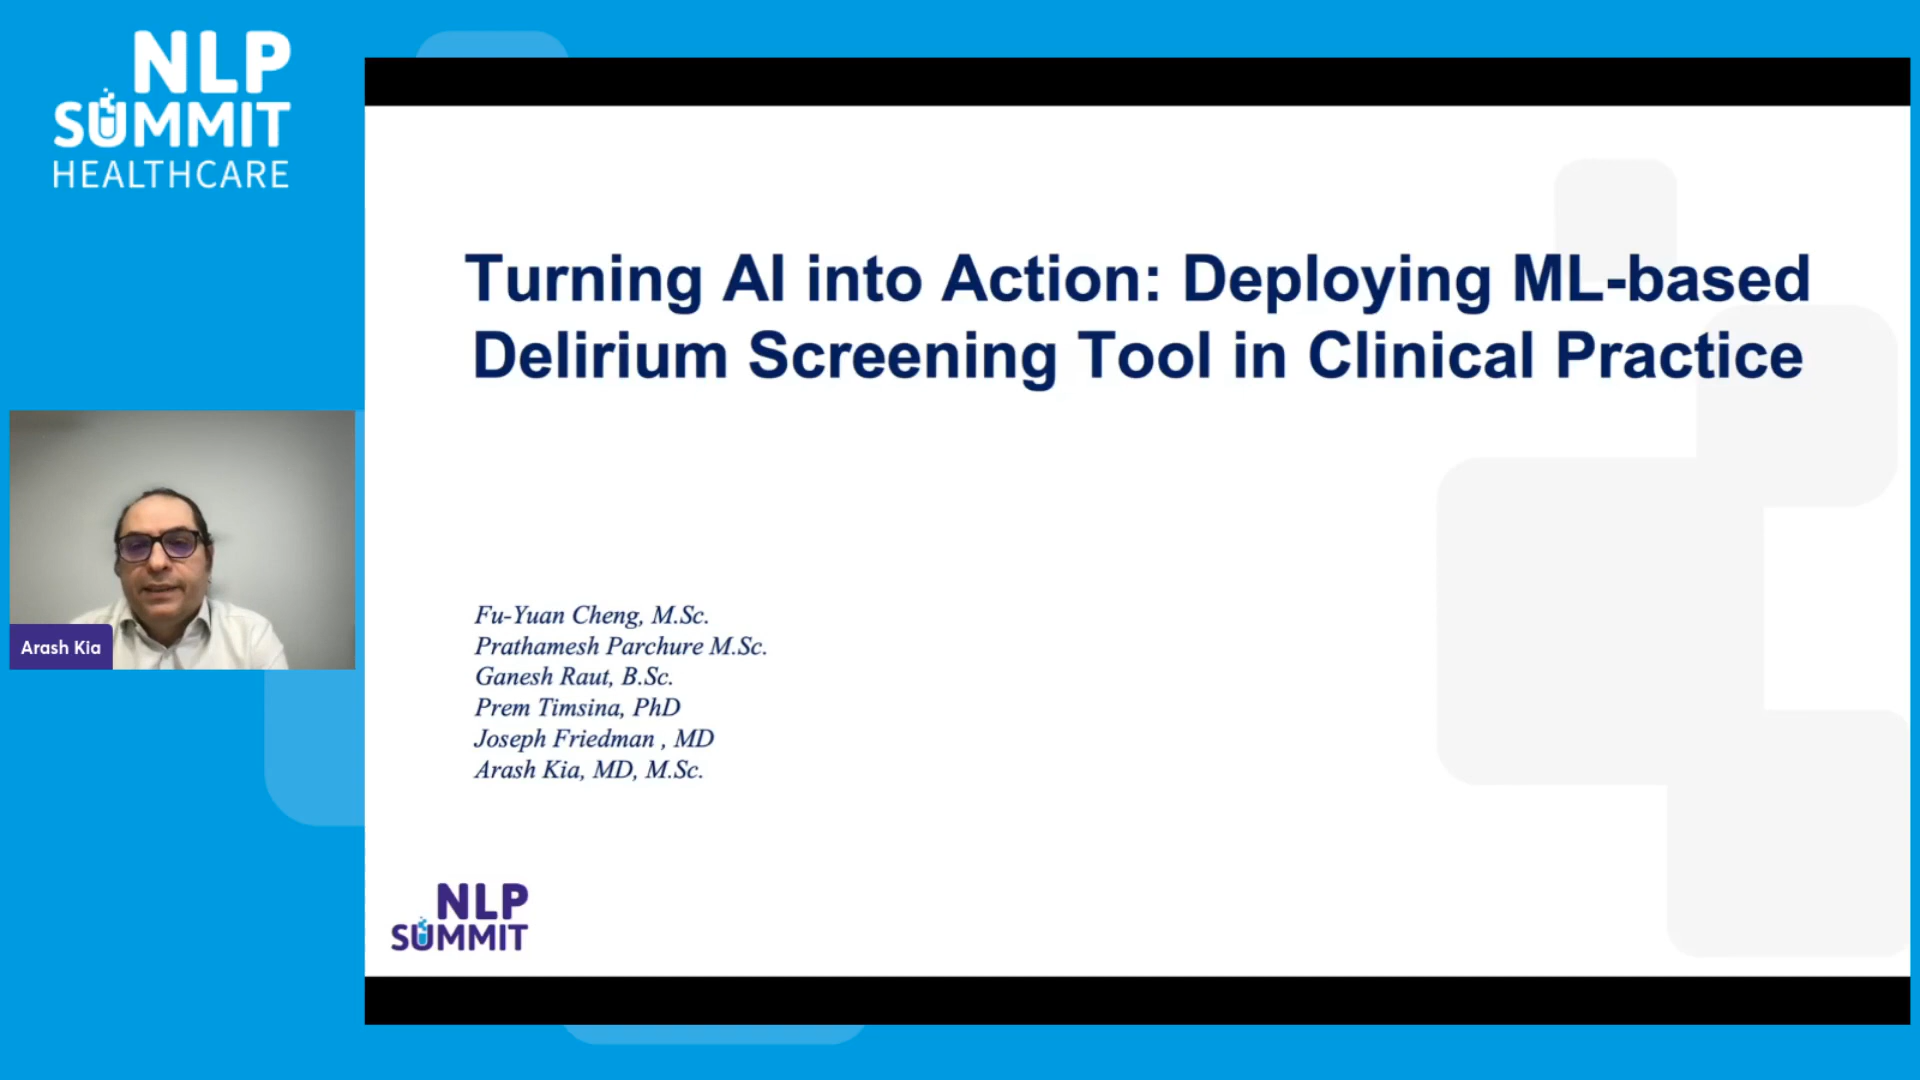 NLP
SUMMIT
HEALTHCARE
Turning AI into Action: Deploying ML-based
Delirium Screening Tool in Clinical Practice
Arash Kia
Fu-Yuan Cheng, M.Sc.
Prathamesh Parchure M.Sc.
Ganesh Raut, B.Sc.
Prem Timsina, PhD
Joseph Friedman , MD
Arash Kia, MD, M.Sc.
NLP
SUMMIT